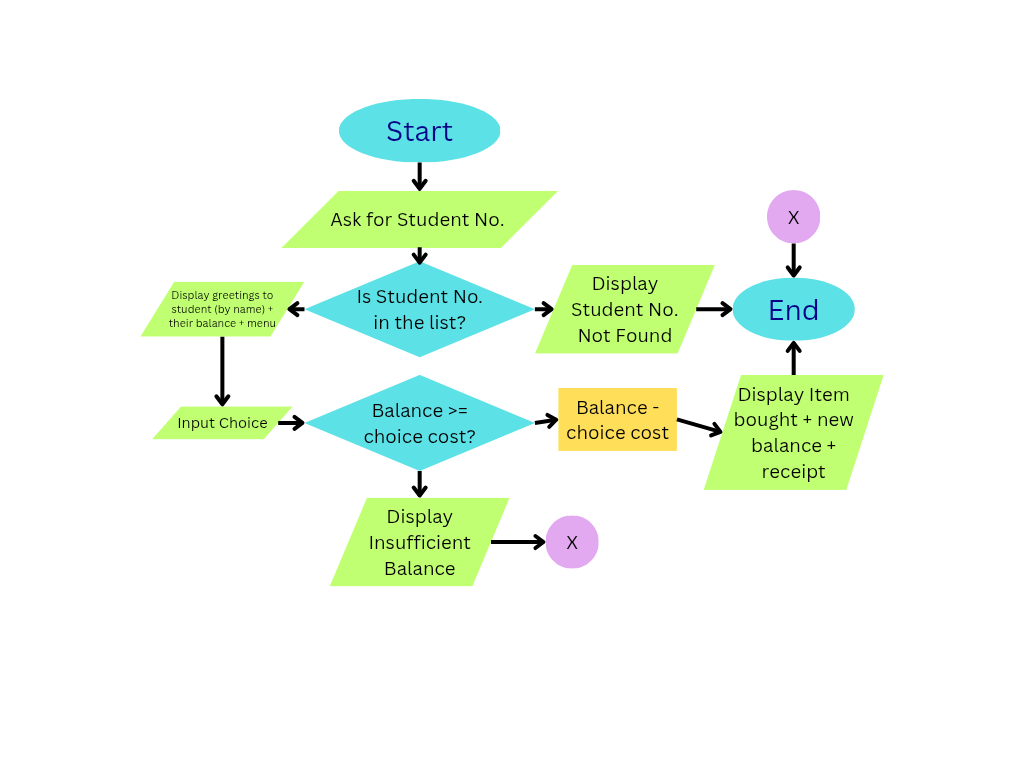 Start
Ask for Student No.
Is Student No.
in the list?
Display greetings to
student (by name) +
their balance + menu
Display
Student No.
Not Found
X
End
Input Choice
Balance >=
choice cost?
Balance -
choice cost
Display Item
bought + new
balance +
receipt
Display
Insufficient
Balance
X